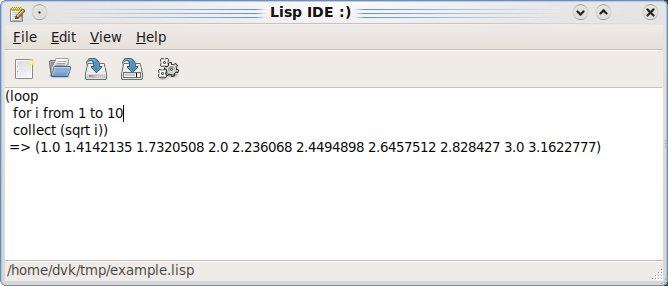 Lisp IDE :)
File Edit View Help
(loop
  for i from 1 to 10
  collect (sqrt i))
 => (1.0 1.4142135 1.7320508 2.0 2.236068 2.4494898 2.6457512 2.828427 3.0 3.1622777)
/home/dvk/tmp/example.lisp